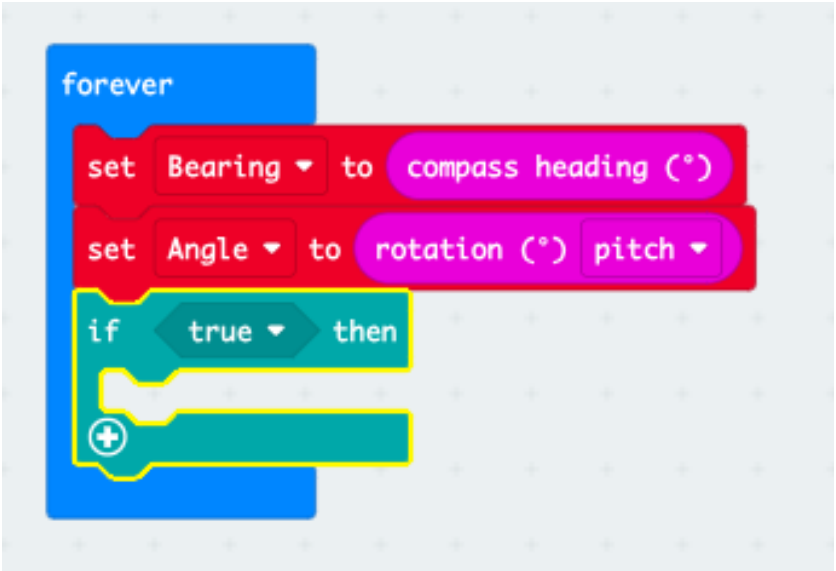 forever
set Bearing to compass heading (°)
set Angle to rotation (°) pitch
if true then